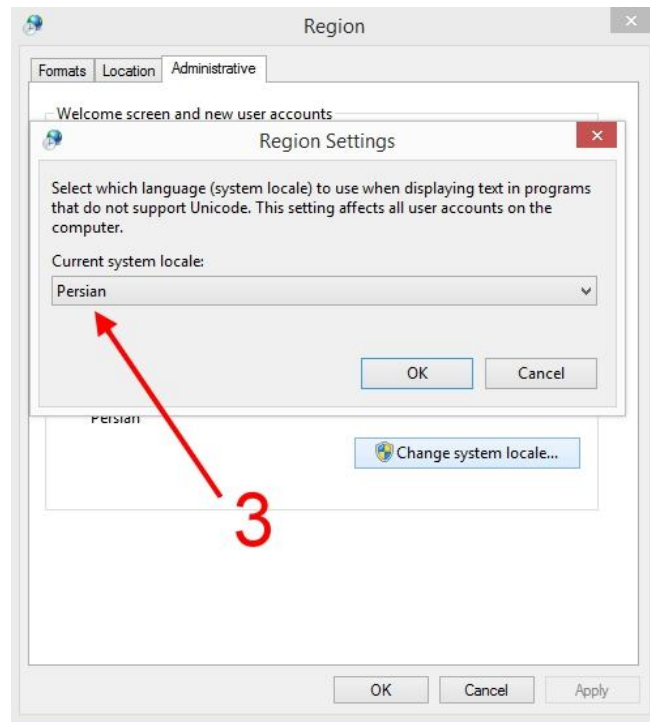 Region
Formats Location Administrative
Welcome screen and new user accounts
Region Settings
Select which language (system locale) to use when displaying text in programs
that do not support Unicode. This setting affects all user accounts on the
computer.
Current system locale:
Persian
OK Cancel
Persian
Change system locale...
3
OK Cancel Apply